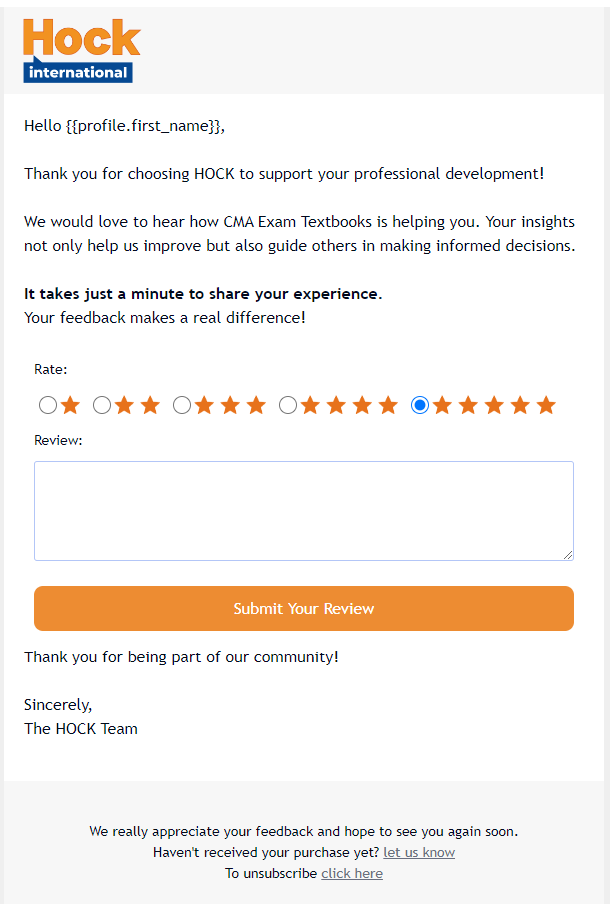 Hock
international
Hello {{profile.first_name}},
Thank you for choosing HOCK to support your professional development!
We would love to hear how CMA Exam Textbooks is helping you. Your insights
not only help us improve but also guide others in making informed decisions.
It takes just a minute to share your experience.
Your feedback makes a real difference!
Rate:
Review:
Submit Your Review
Thank you for being part of our community!
Sincerely,
The HOCK Team
We really appreciate your feedback and hope to see you again soon.
Haven't received your purchase yet? let us know
To unsubscribe click here